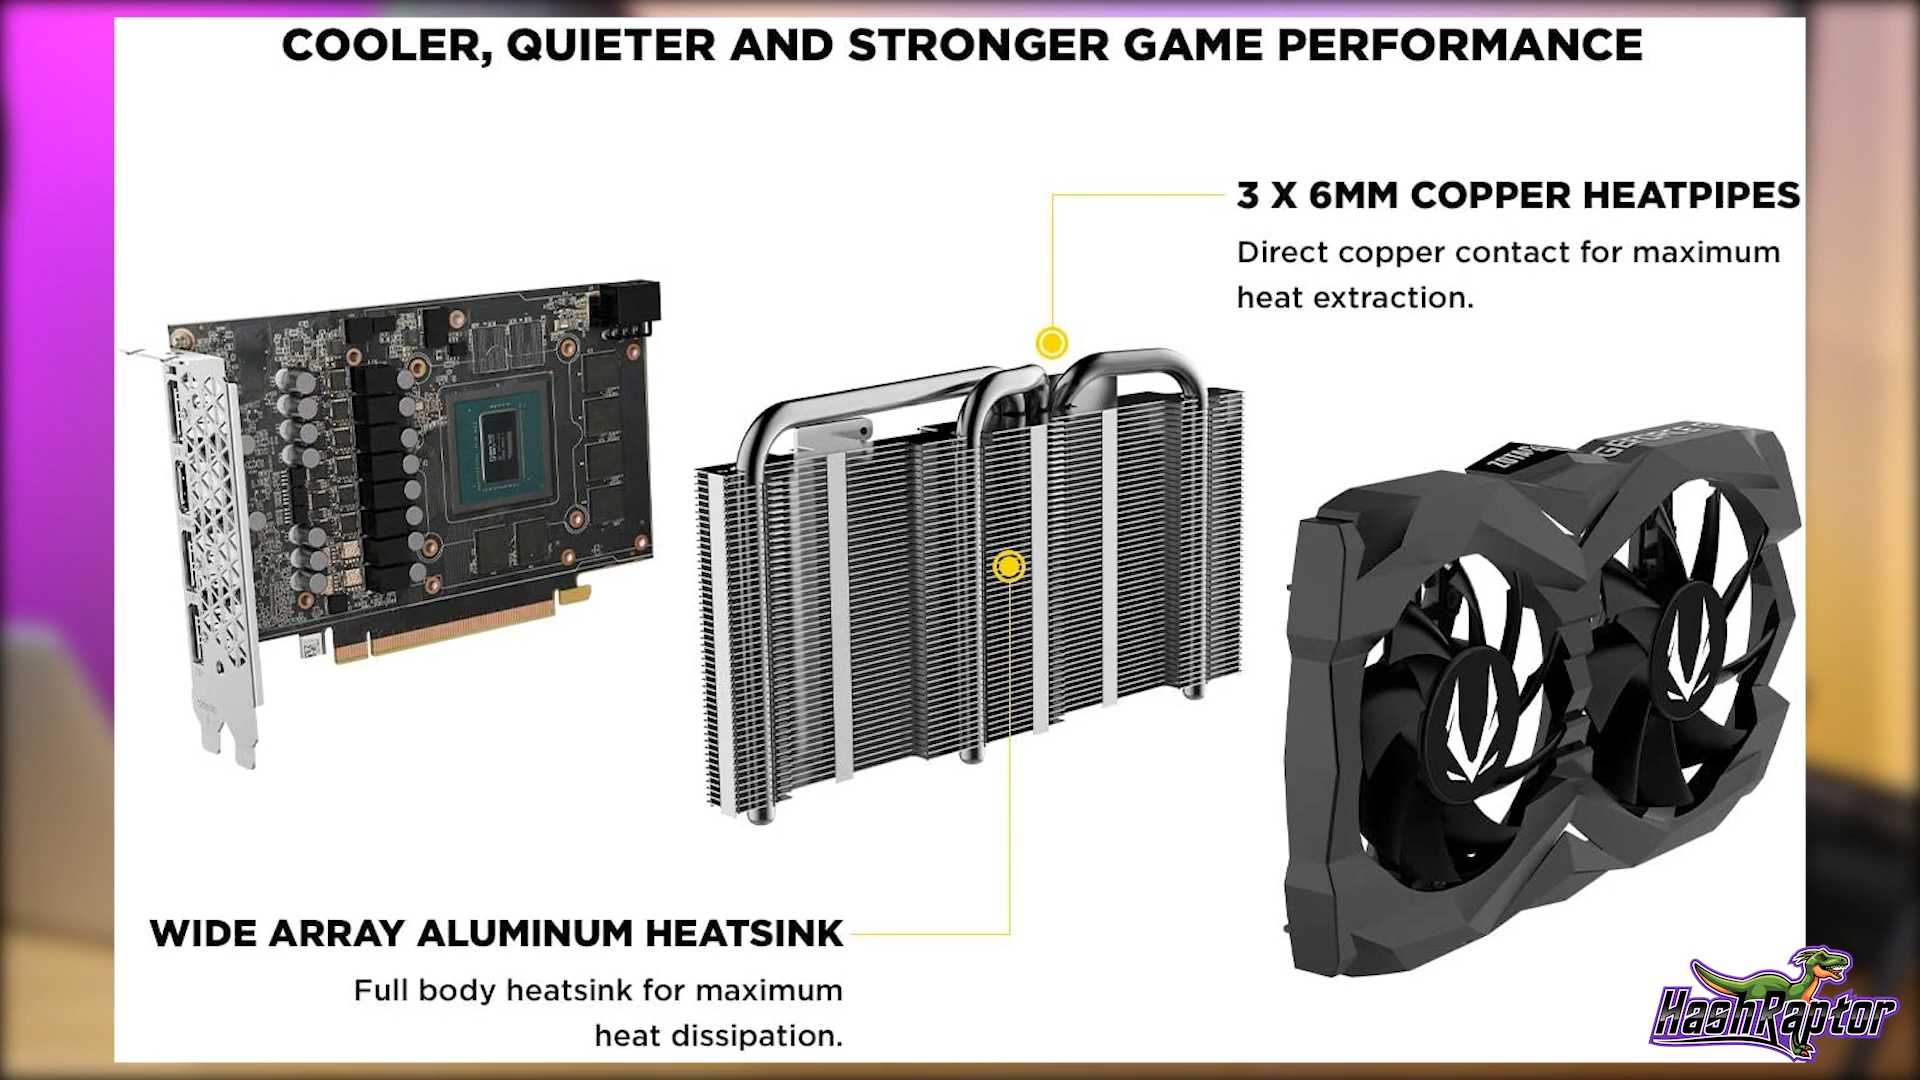 COOLER, QUIETER AND STRONGER GAME PERFORMANCE
3 X 6MM COPPER HEATPIPES
Direct copper contact for maximum
heat extraction.
ZOTAC
WIDE ARRAY ALUMINUM HEATSINK
Full body heatsink for maximum
heat dissipation.
HashRaptor